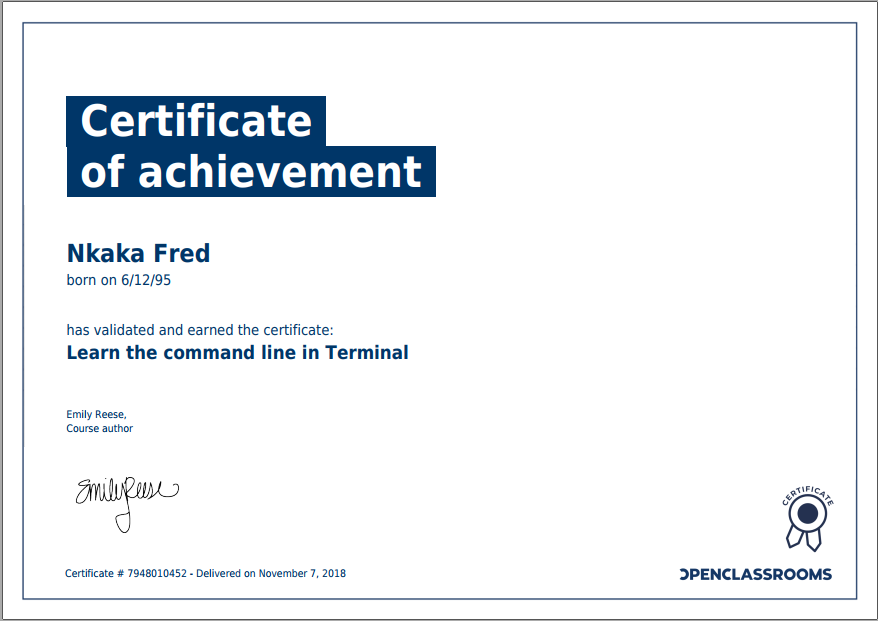 Certificate
of achievement
Nkaka Fred
born on 6/12/95
has validated and earned the certificate:
Learn the command line in Terminal
Emily Reese,
Course author
EmilyReese
CERTIFICATE
Certificate # 7948010452 - Delivered on November 7, 2018
OPENCLASSROOMS